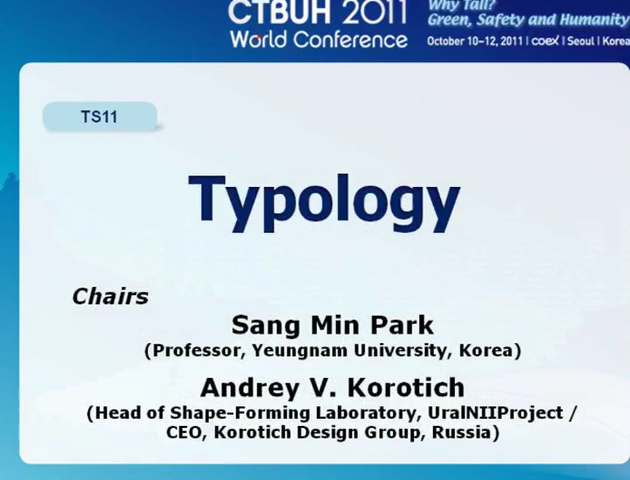 CTBUH 2011
World Conference
Why Tall?
Green, Safety and Humanity
October 10-12, 2011 | coex | Seoul | Korea
TS11
Typology
Chairs
Sang Min Park
(Professor, Yeungnam University, Korea)
Andrey V. Korotich
(Head of Shape-Forming Laboratory, UralNIIProject /
CEO, Korotich Design Group, Russia)